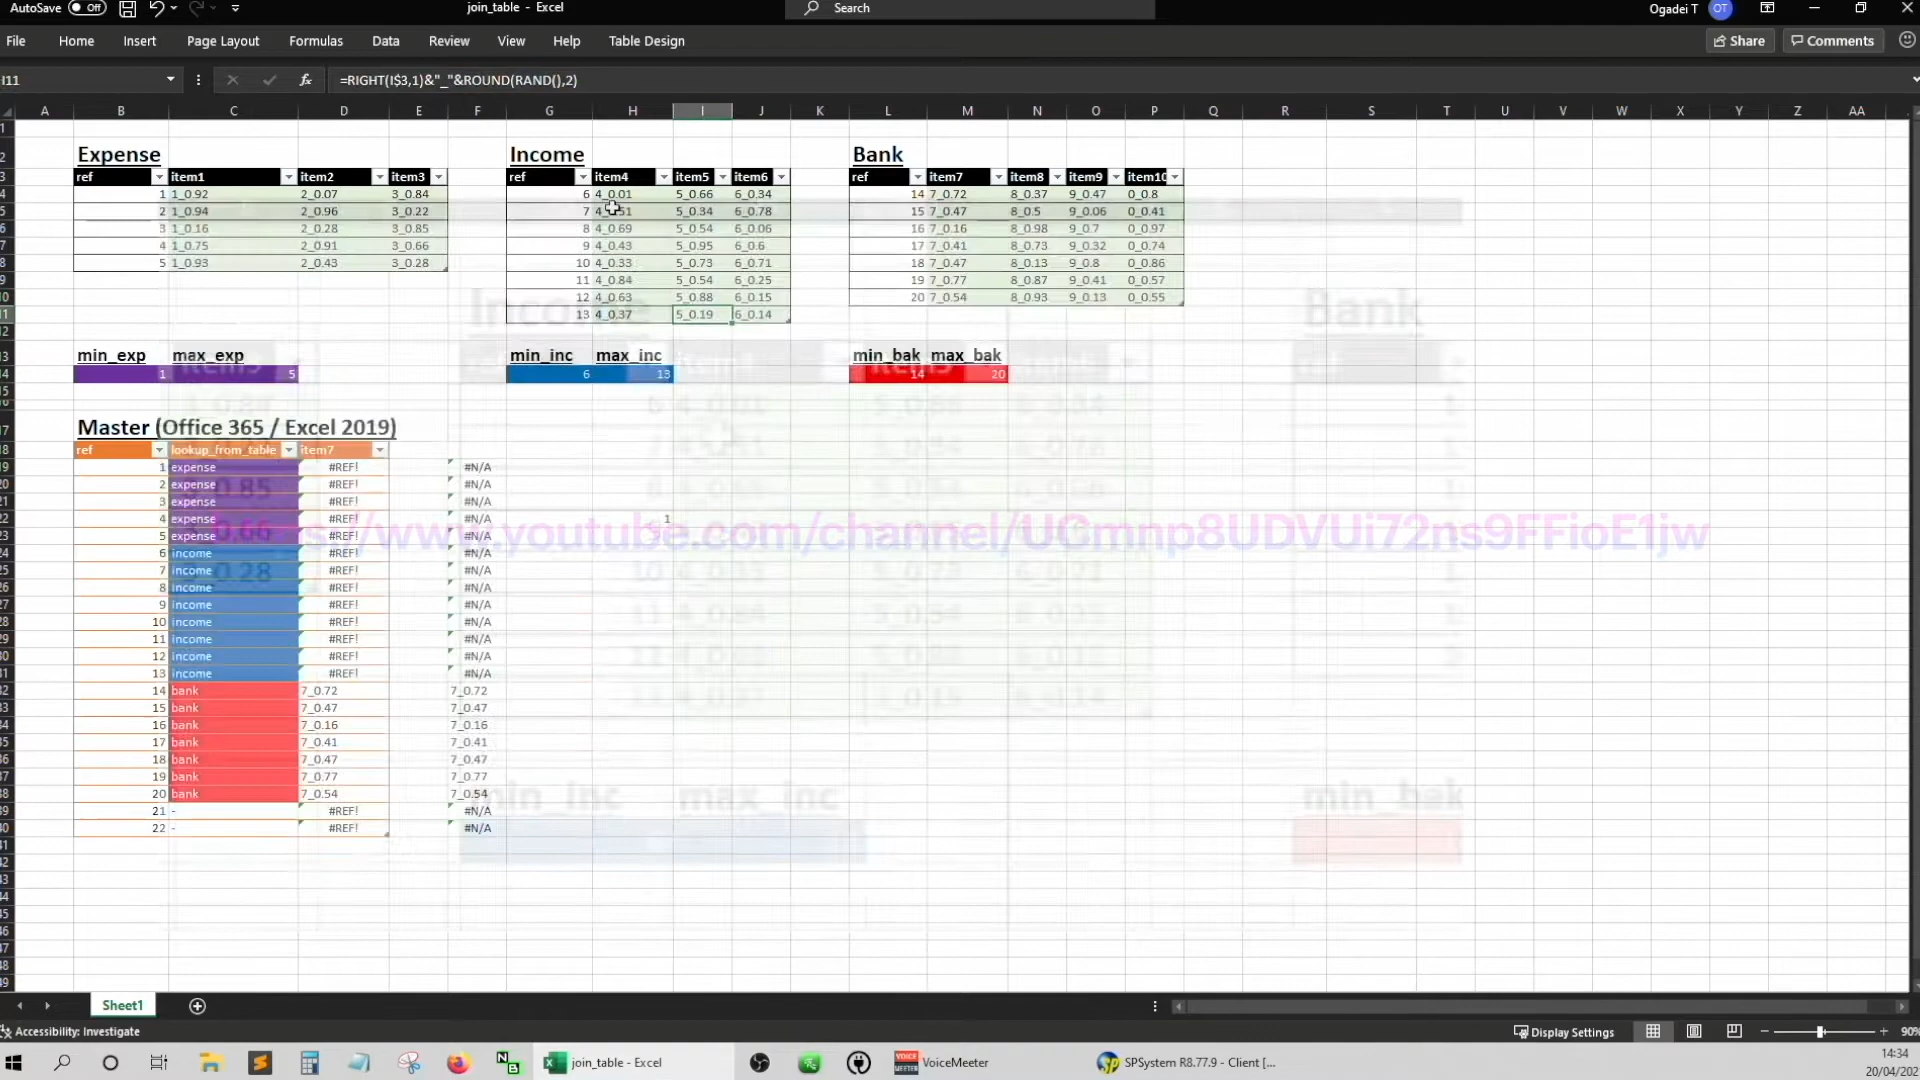 AutoSave Off join_table - Excel Search Ogadei T OT
File Home Insert Page Layout Formulas Data Review View Help Table Design Share Comments
I11 fx =RIGHT(I$3,1)&"_"&ROUND(RAND(),2)
A B C D E F G H I J K L M N O P Q R S T U V W X Y Z AA
Expense Income Bank
ref item1 item2 item3 ref item4 item5 item6 ref item7 item8 item9 item10
1 1_0.92 2_0.07 3_0.84 6 4_0.01 5_0.66 6_0.34 14 7_0.72 8_0.37 9_0.47 0_0.8
2 1_0.94 2_0.96 3_0.22 7 5_0.34 6_0.78 15 7_0.47 8_0.5 9_0.06 0_0.41
3 1_0.16 2_0.28 3_0.85 8 4_0.69 5_0.54 6_0.06 16 7_0.16 8_0.98 9_0.7 0_0.97
4 1_0.75 2_0.91 3_0.66 9 4_0.43 5_0.95 6_0.6 17 7_0.41 8_0.73 9_0.32 0_0.74
5 1_0.93 2_0.43 3_0.28 10 4_0.33 5_0.73 6_0.71 18 7_0.47 8_0.13 9_0.8 0_0.86
11 4_0.84 5_0.54 6_0.25 19 7_0.77 8_0.87 9_0.41 0_0.57
12 4_0.63 5_0.88 6_0.15 20 7_0.54 8_0.93 9_0.13 0_0.55
13 4_0.37 5_0.19 6_0.14
min_exp max_exp min_inc max_inc min_bak max_bak
1 5 6 13 14 20
Master (Office 365 / Excel 2019)
ref lookup_from_table item7
1 expense #REF! #N/A
2 expense #REF! #N/A
3 expense #REF! #N/A
4 expense #REF! #N/A 1
5 expense #REF! #N/A
//www.youtube.com/channel/UCmnp8UDVUi72ns9FFioE1jw
6 income #REF! #N/A
7 income #REF! #N/A
8 income #REF! #N/A
9 income #REF! #N/A
10 income #REF! #N/A
11 income #REF! #N/A
12 income #REF! #N/A
13 income #REF! #N/A
14 bank 7_0.72 7_0.72
15 bank 7_0.47 7_0.47
16 bank 7_0.16 7_0.16
17 bank 7_0.41 7_0.41
18 bank 7_0.47 7_0.47
19 bank 7_0.77 7_0.77
20 bank 7_0.54 7_0.54
21 - #REF! #N/A
22 - #REF! #N/A
Sheet1
Accessibility: Investigate Display Settings 90%
join_table - Excel VoiceMeeter SPSystem R8.77.9 - Client [... 14:34
20/04/202